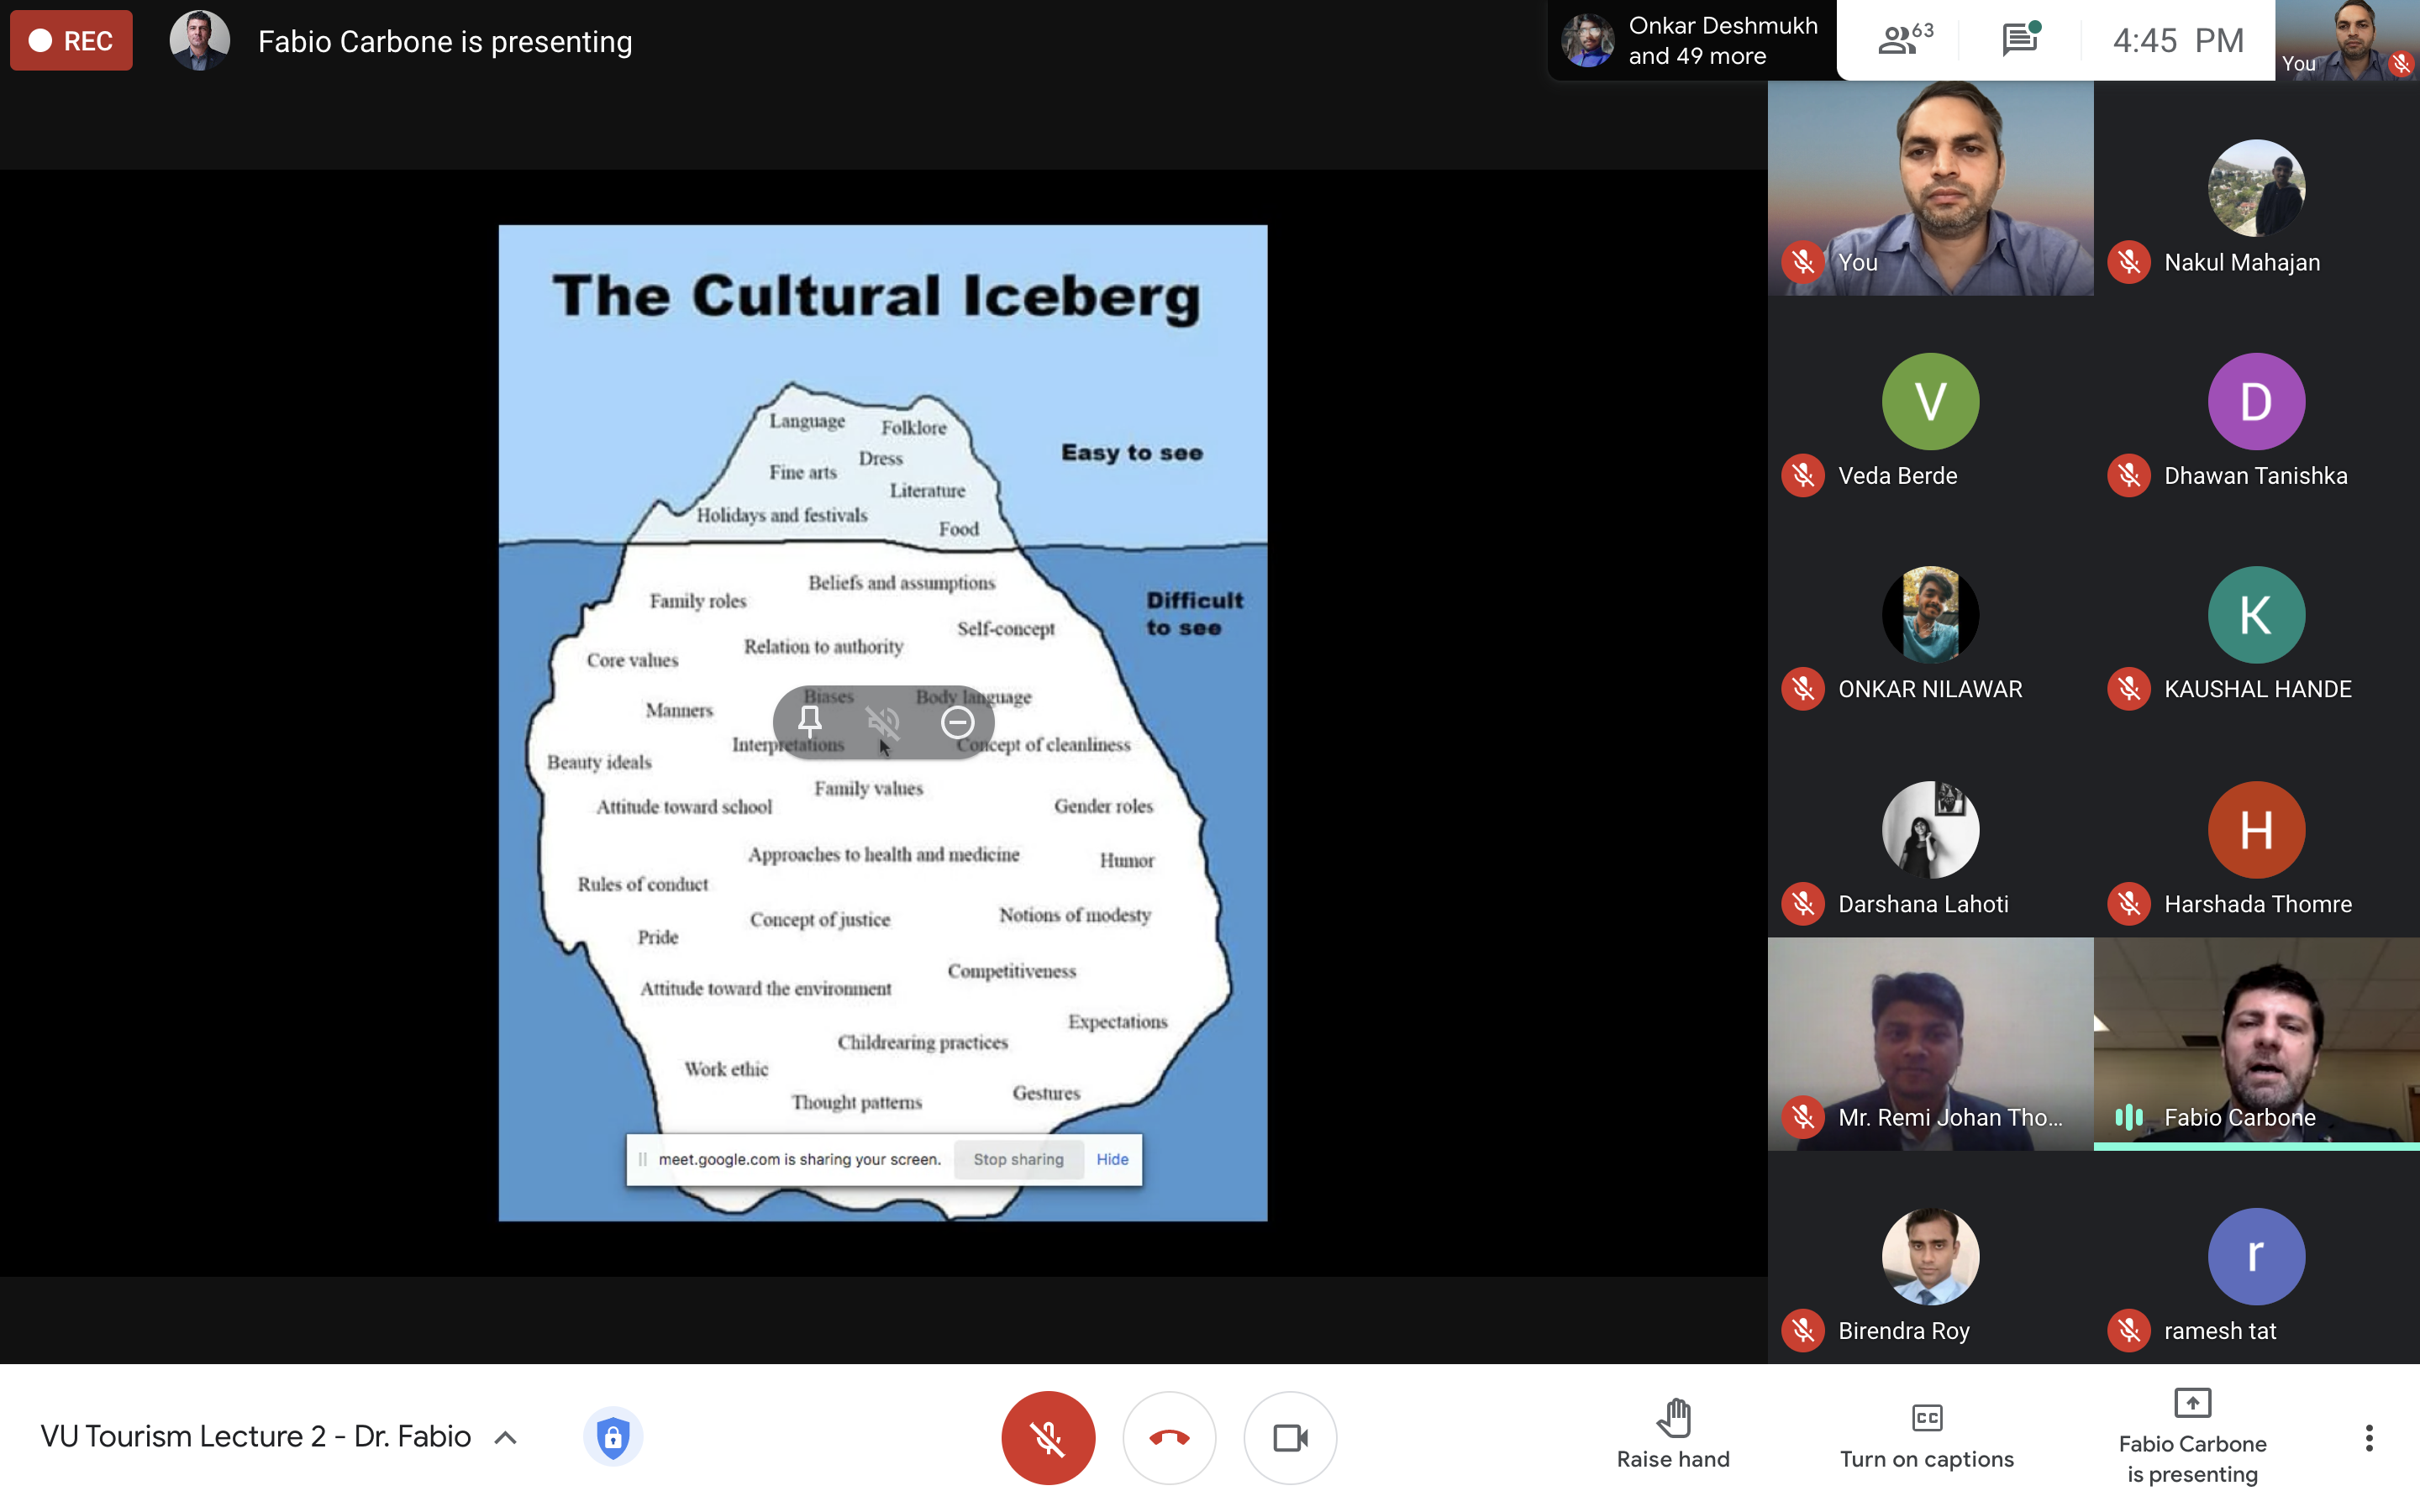 REC
Fabio Carbone is presenting
Onkar Deshmukh
and 49 more
63
4:45 PM
You
The Cultural Iceberg
Language
Folklore
Easy to see
Dress
Fine arts
Literature
Holidays and festivals
Food
Beliefs and assumptions
Family roles
Difficult
to see
Self-concept
Relation to authority
Core values
Biases
Body language
Manners
Interpretations
Concept of cleanliness
Beauty ideals
Family values
Attitude toward school
Gender roles
Approaches to health and medicine
Humor
Rules of conduct
Concept of justice
Notions of modesty
Pride
Competitiveness
Attitude toward the environment
Expectations
Childrearing practices
Work ethic
Gestures
Thought patterns
meet.google.com is sharing your screen.
Stop sharing
Hide
You
Nakul Mahajan
V
D
Veda Berde
Dhawan Tanishka
K
ONKAR NILAWAR
KAUSHAL HANDE
H
Darshana Lahoti
Harshada Thomre
Mr. Remi Johan Tho...
Fabio Carbone
r
Birendra Roy
ramesh tat
VU Tourism Lecture 2 - Dr. Fabio
Raise hand
CC
Turn on captions
Fabio Carbone
is presenting